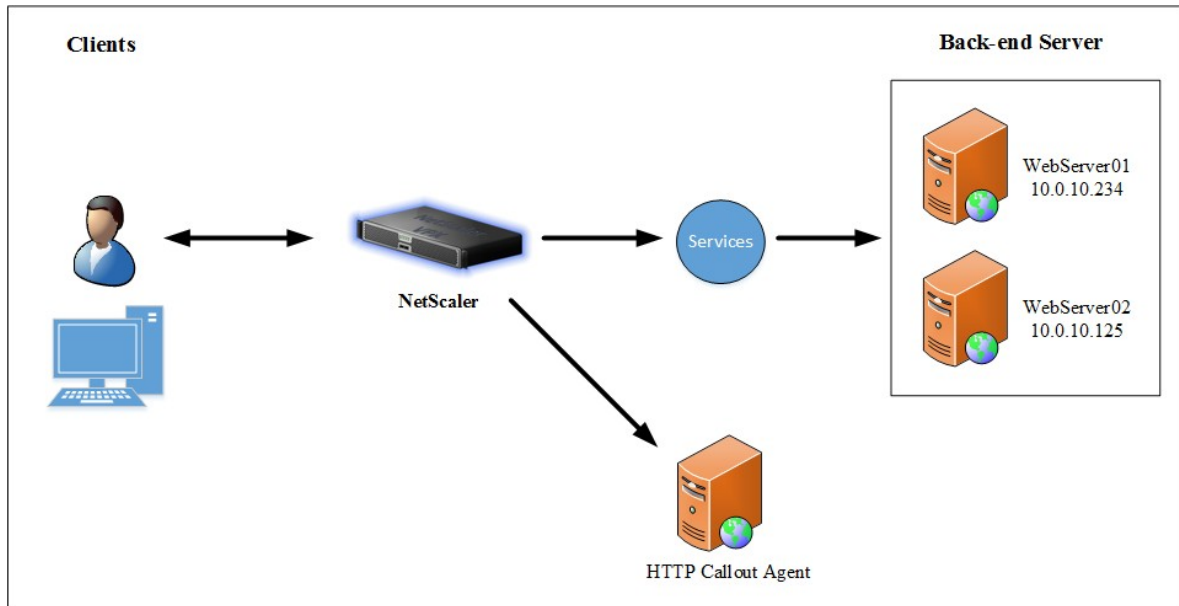 Clients
Back-end Server
WebServer01
10.0.10.234
Services
NetScaler
WebServer02
10.0.10.125
HTTP Callout Agent